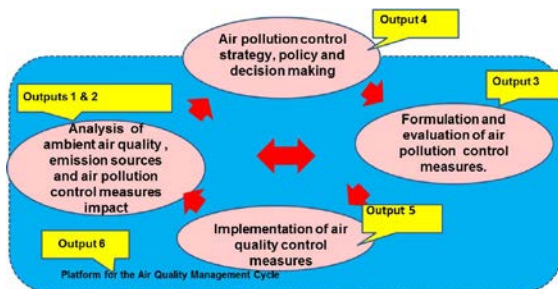 Output 4
Air pollution control
strategy, policy and
decision making
Outputs 1 & 2
Output 3
Analysis of
ambient air quality ,
emission sources
and air pollution
control measures
impact
Formulation and
evaluation of air
pollution control
measures.
Output 5
Implementation of air
quality control
measures
Output 6
Platform for the Air Quality Management Cycle